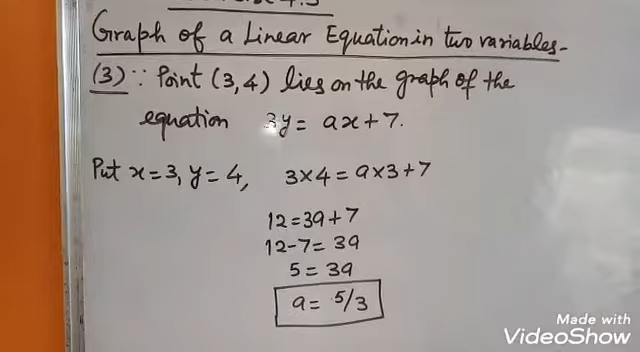 Graph of a Linear Equation in two variables-
(3) ∵ Point (3,4) lies on the graph of the
equation 3y = ax+7.
Put x=3, y=4, 3×4 = a×3+7
12=3a+7
12-7= 3a
5 = 3a
a= 5/3
Made with
VideoShow